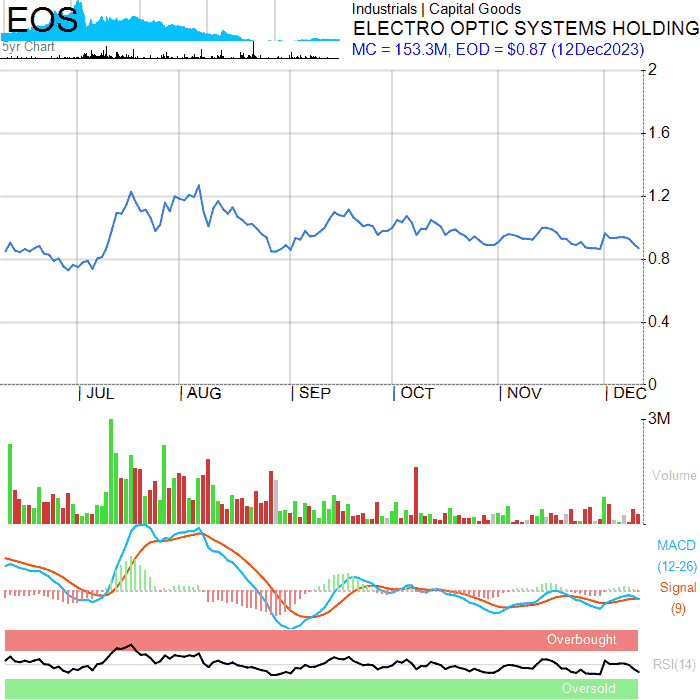 EOS
5yr Chart
Industrials | Capital Goods
ELECTRO OPTIC SYSTEMS HOLDING
MC = 153.3M, EOD = $0.87 (12Dec2023)
2
1.6
1.2
0.8
0.4
0
| JUL | AUG | SEP | OCT | NOV | DEC
3M
Volume
MACD
(12-26)
Signal
(9)
Overbought
RSI(14)
Oversold